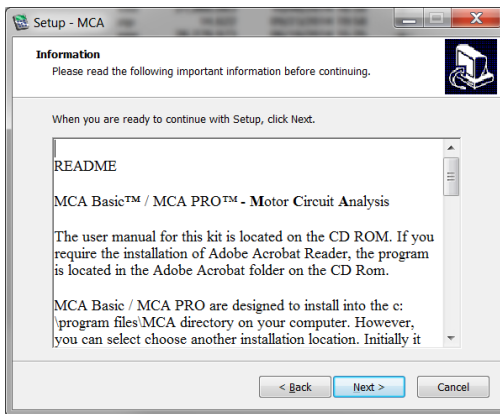 Setup - MCA
Information
Please read the following important information before continuing.
When you are ready to continue with Setup, click Next.
README
MCA Basic™ / MCA PRO™ - Motor Circuit Analysis
The user manual for this kit is located on the CD ROM. If you
require the installation of Adobe Acrobat Reader, the program
is located in the Adobe Acrobat folder on the CD Rom.
MCA Basic / MCA PRO are designed to install into the c:
\program files\MCA directory on your computer. However,
you can select choose another installation location. Initially it
< Back
Next >
Cancel